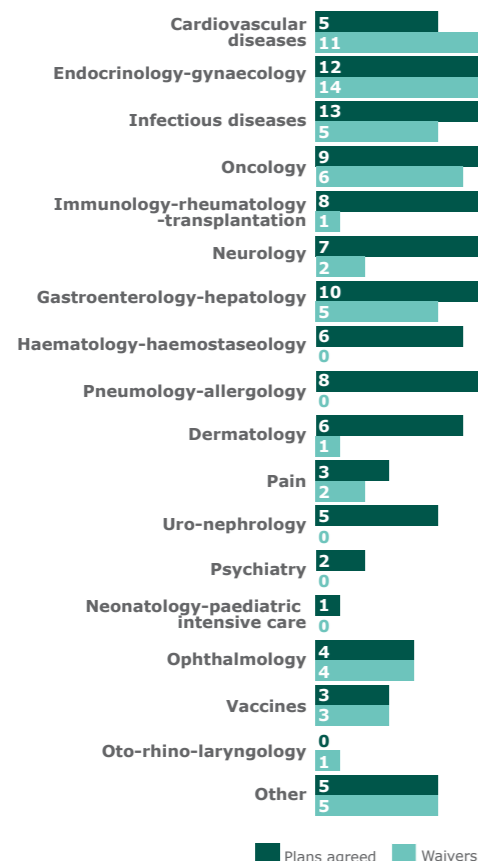 Cardiovascular
diseases
5
11
Endocrinology-gynaecology
12
14
Infectious diseases
13
5
Oncology
9
6
Immunology-rheumatology
-transplantation
8
1
Neurology
7
2
Gastroenterology-hepatology
10
5
Haematology-haemostaseology
6
0
Pneumology-allergology
8
0
Dermatology
6
1
Pain
3
2
Uro-nephrology
5
0
Psychiatry
2
0
Neonatology-paediatric
intensive care
1
0
Ophthalmology
4
4
Vaccines
3
3
Oto-rhino-laryngology
0
1
Other
5
5
Plans agreed Waivers